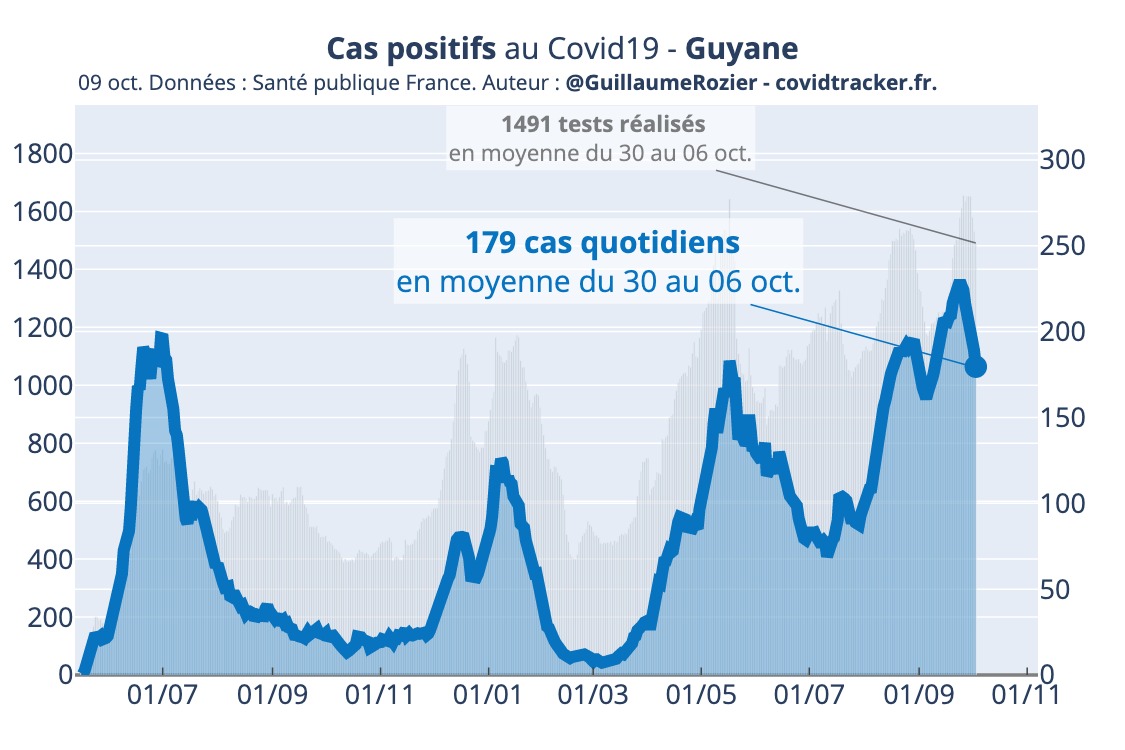 Cas positifs au Covid19 - Guyane
09 oct. Données : Santé publique France. Auteur : @GuillaumeRozier - covidtracker.fr.
1491 tests réalisés
en moyenne du 30 au 06 oct.
179 cas quotidiens
en moyenne du 30 au 06 oct.
1800
1600
1400
1200
1000
800
600
400
200
0
300
250
200
150
100
50
0
01/07 01/09 01/11 01/01 01/03 01/05 01/07 01/09 01/11